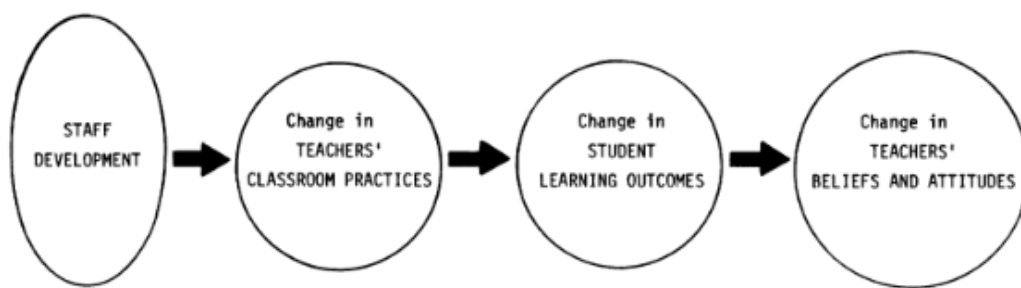 STAFF
DEVELOPMENT
Change in
TEACHERS'
CLASSROOM PRACTICES
Change in
STUDENT
LEARNING OUTCOMES
Change in
TEACHERS'
BELIEFS AND ATTITUDES